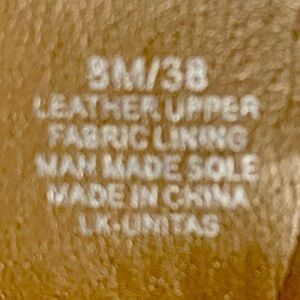 8M/38
LEATHER UPPER
FABRIC LINING
MAN MADE SOLE
MADE IN CHINA
LK-UNITAS